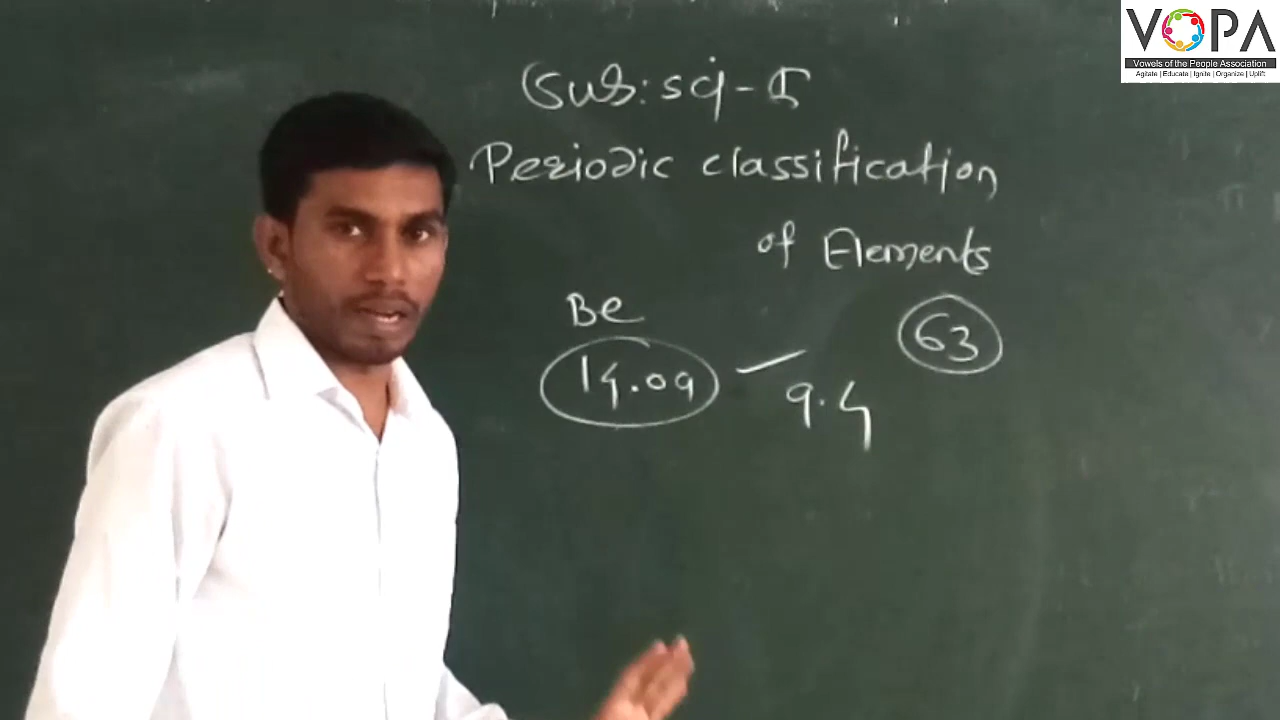 VOPA
Vowels of the People Association
Agitate | Educate | Ignite | Organize | Uplift
Sub: sci-I
Periodic classification
of Elements
Be
63
14.09
9.4